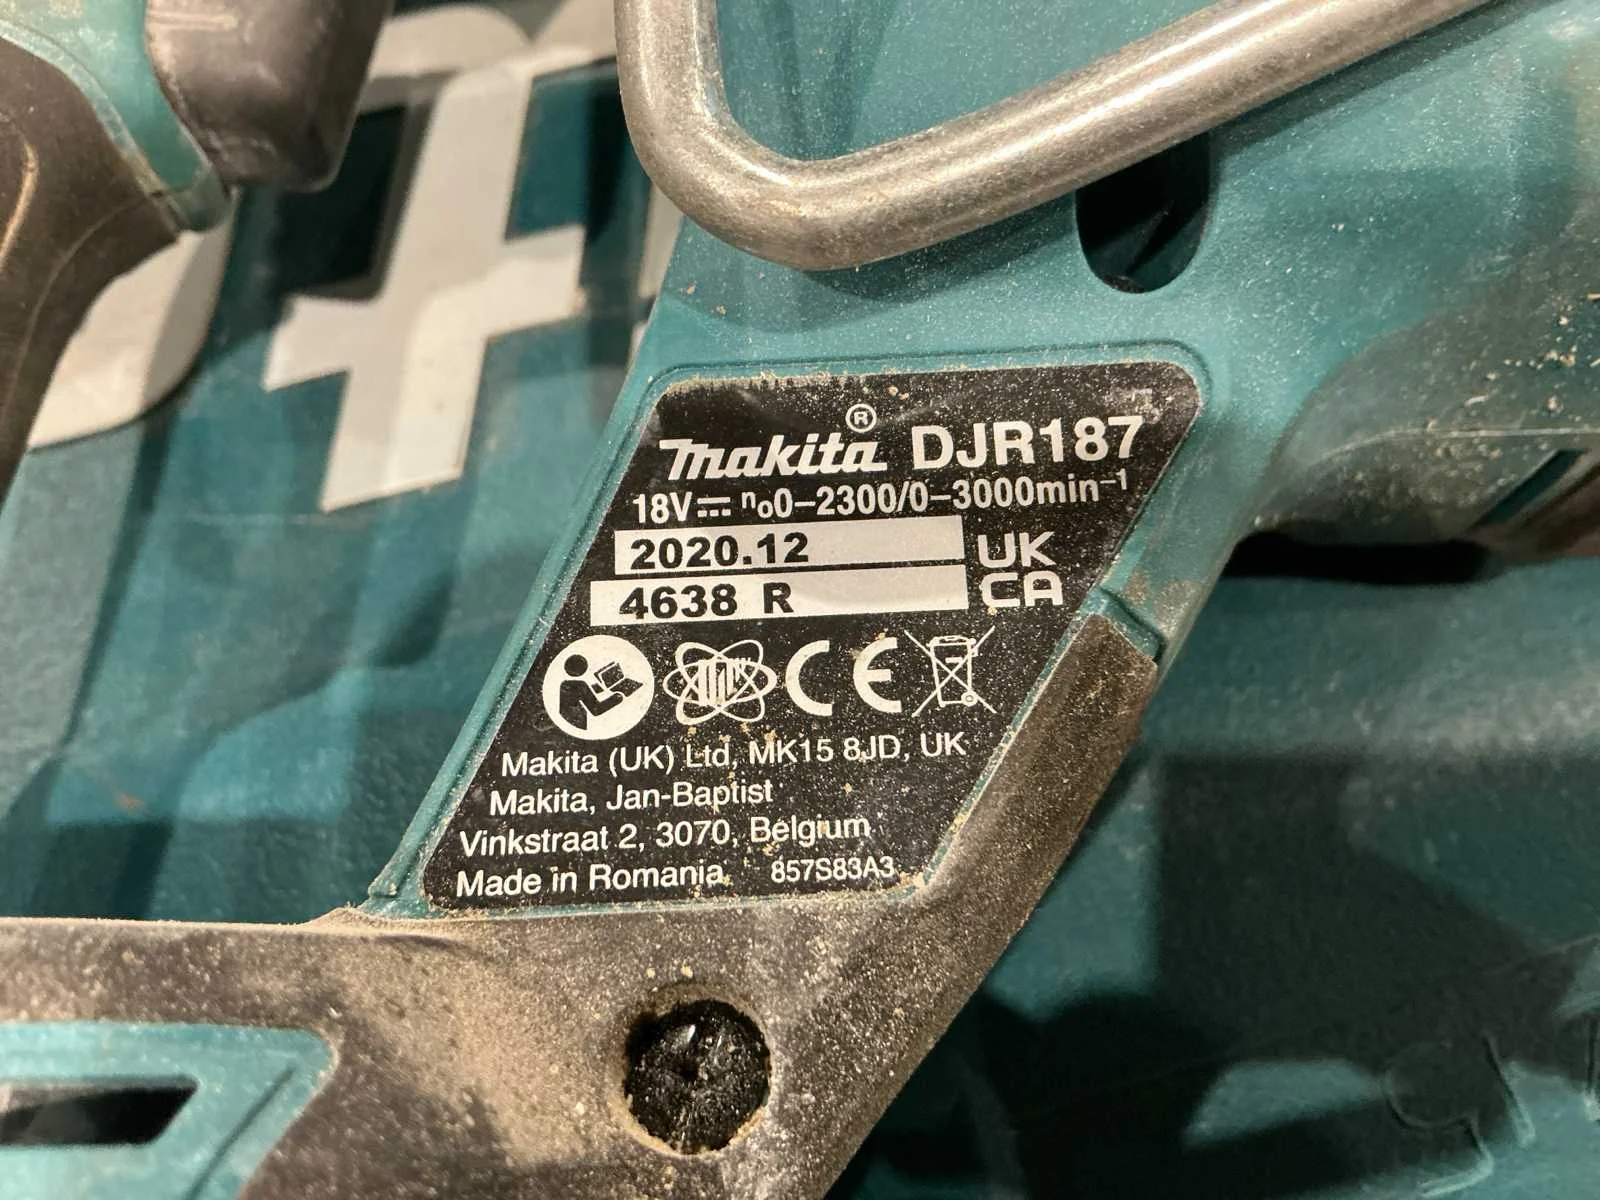 Makita® DJR187
18V⎓ n₀0–2300/0–3000min⁻¹
2020.12
4638 R
UK
CA
CE
Makita (UK) Ltd, MK15 8JD, UK
Makita, Jan-Baptist
Vinkstraat 2, 3070, Belgium
Made in Romania 857S83A3